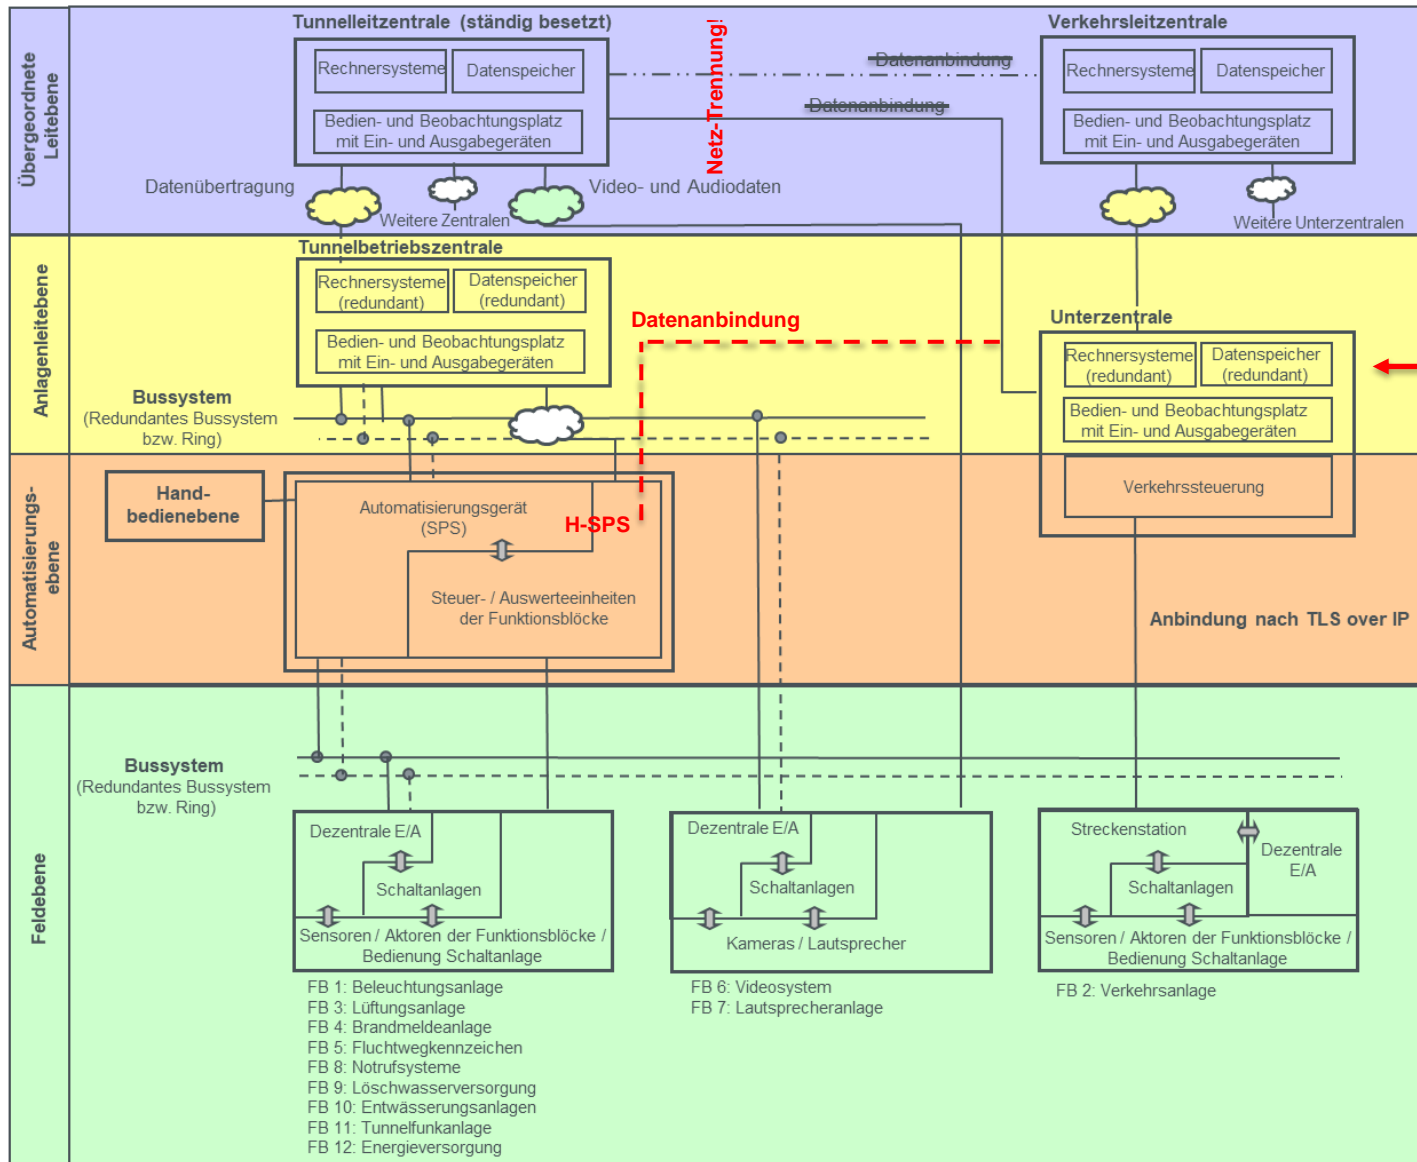 Übergeordnete
Leitebene
Tunnelleitzentrale (ständig besetzt)
Rechnersysteme
Datenspeicher
Bedien- und Beobachtungsplatz
mit Ein- und Ausgabegeräten
Netz-Trennung!
Datenanbindung
Datenanbindung
Verkehrsleitzentrale
Rechnersysteme
Datenspeicher
Bedien- und Beobachtungsplatz
mit Ein- und Ausgabegeräten
Datenübertragung
Weitere Zentralen
Video- und Audiodaten
Weitere Unterzentralen
Anlagenleitebene
Tunnelbetriebszentrale
Rechnersysteme
(redundant)
Datenspeicher
(redundant)
Bedien- und Beobachtungsplatz
mit Ein- und Ausgabegeräten
Datenanbindung
Unterzentrale
Rechnersysteme
(redundant)
Datenspeicher
(redundant)
Bedien- und Beobachtungsplatz
mit Ein- und Ausgabegeräten
Bussystem
(Redundantes Bussystem
bzw. Ring)
Automatisierungs-
ebene
Hand-
bedienebene
Automatisierungsgerät
(SPS)
H-SPS
Steuer- / Auswerteeinheiten
der Funktionsblöcke
Verkehrssteuerung
Anbindung nach TLS over IP
Feldebene
Bussystem
(Redundantes Bussystem
bzw. Ring)
Dezentrale E/A
Schaltanlagen
Sensoren / Aktoren der Funktionsblöcke /
Bedienung Schaltanlage
Dezentrale E/A
Schaltanlagen
Kameras / Lautsprecher
Streckenstation
Dezentrale
E/A
Schaltanlagen
Sensoren / Aktoren der Funktionsblöcke /
Bedienung Schaltanlage
FB 1: Beleuchtungsanlage
FB 3: Lüftungsanlage
FB 4: Brandmeldeanlage
FB 5: Fluchtwegkennzeichen
FB 8: Notrufsysteme
FB 9: Löschwasserversorgung
FB 10: Entwässerungsanlagen
FB 11: Tunnelfunkanlage
FB 12: Energieversorgung
FB 6: Videosystem
FB 7: Lautsprecheranlage
FB 2: Verkehrsanlage